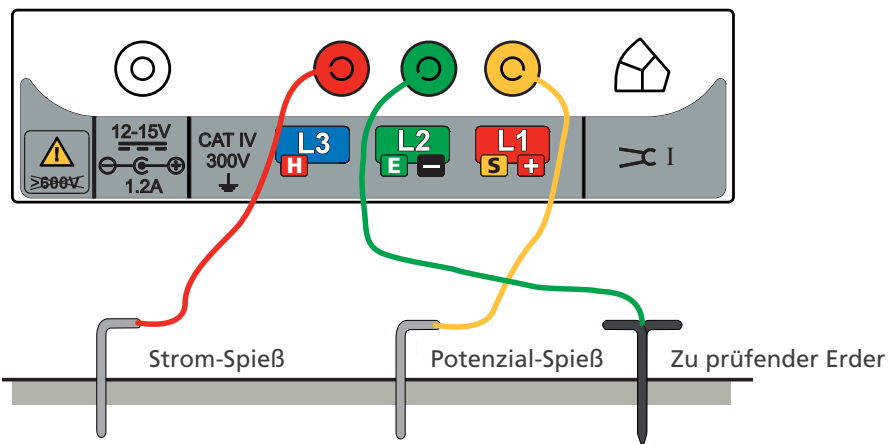 12-15V
1.2A
≥600V
CAT IV
300V
L3
H
L2
E −
L1
S +
I
Strom-Spieß
Potenzial-Spieß
Zu prüfender Erder